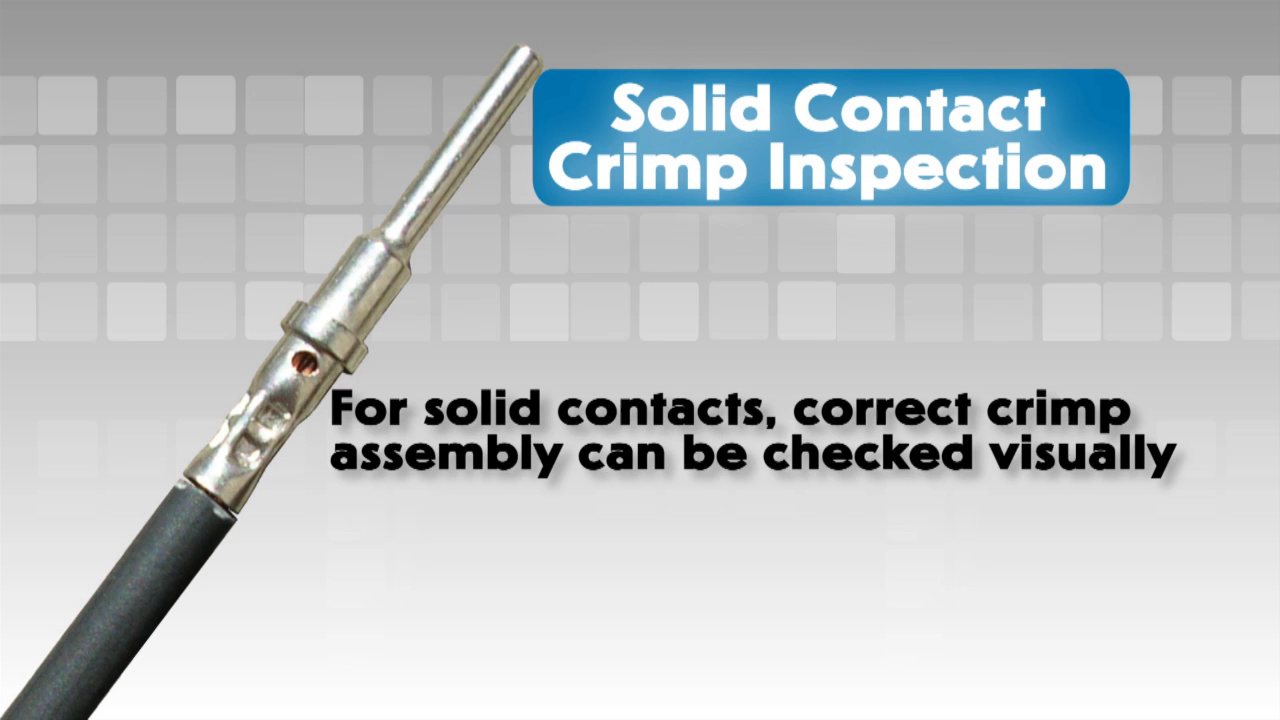 Solid Contact
Crimp Inspection
For solid contacts, correct crimp
assembly can be checked visually